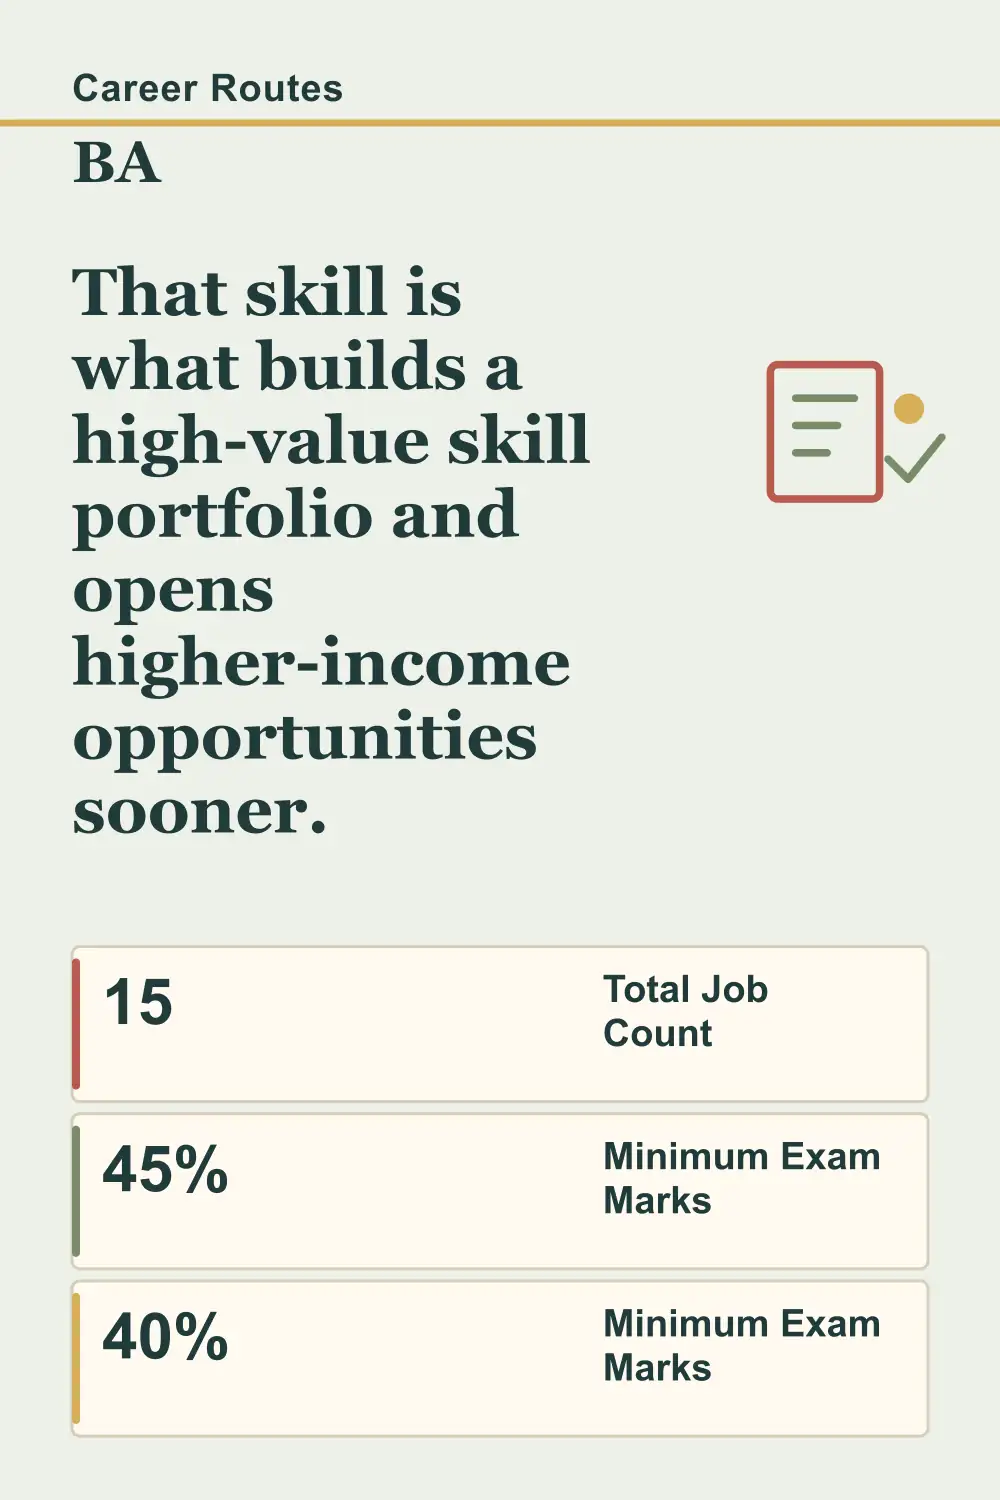 Career Routes
BA
That skill is
what builds a
high-value skill
portfolio and
opens
higher-income
opportunities
sooner.
15
Total Job
Count
45%
Minimum Exam
Marks
40%
Minimum Exam
Marks